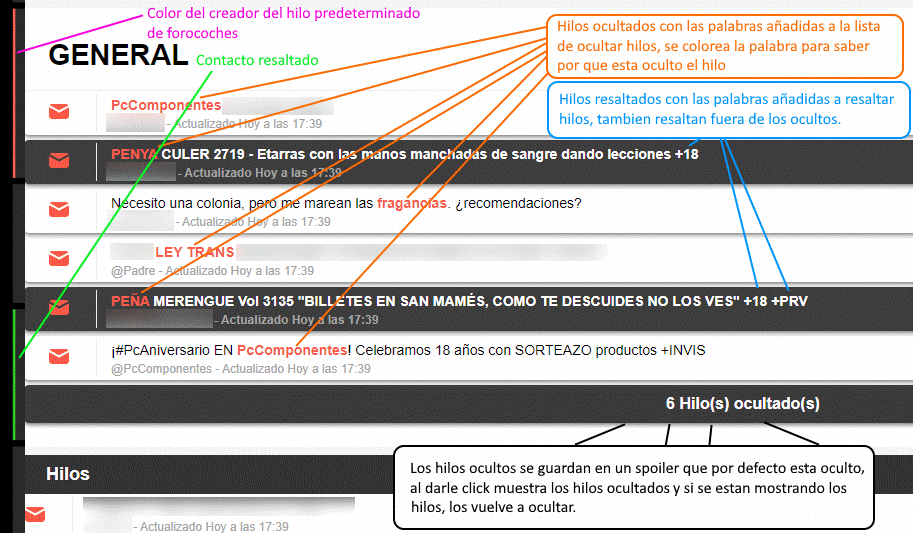 Color del creador del hilo predeterminado
de forocoches
GENERAL
Contacto resaltado
Hilos ocultados con las palabras añadidas a la lista
de ocultar hilos, se colorea la palabra para saber
por que esta oculto el hilo
Hilos resaltados con las palabras añadidas a resaltar
hilos, tambien resaltan fuera de los ocultos.
PcComponentes
- Actualizado Hoy a las 17:39
PENYA CULER 2719 - Etarras con las manos manchadas de sangre dando lecciones +18
- Actualizado Hoy a las 17:39
Necesito una colonia, pero me marean las fragancias. ¿recomendaciones?
- Actualizado Hoy a las 17:39
LEY TRANS
@Padre - Actualizado Hoy a las 17:39
PEÑA MERENGUE Vol 3135 "BILLETES EN SAN MAMÉS, COMO TE DESCUIDES NO LOS VES" +18 +PRV
- Actualizado Hoy a las 17:39
¡#PcAniversario EN PcComponentes! Celebramos 18 años con SORTEAZO productos +INVIS
@PcComponentes - Actualizado Hoy a las 17:39
6 Hilo(s) ocultado(s)
Los hilos ocultos se guardan en un spoiler que por defecto esta oculto,
al darle click muestra los hilos ocultados y si se estan mostrando los
hilos, los vuelve a ocultar.
Hilos
- Actualizado Hoy a las 17:39